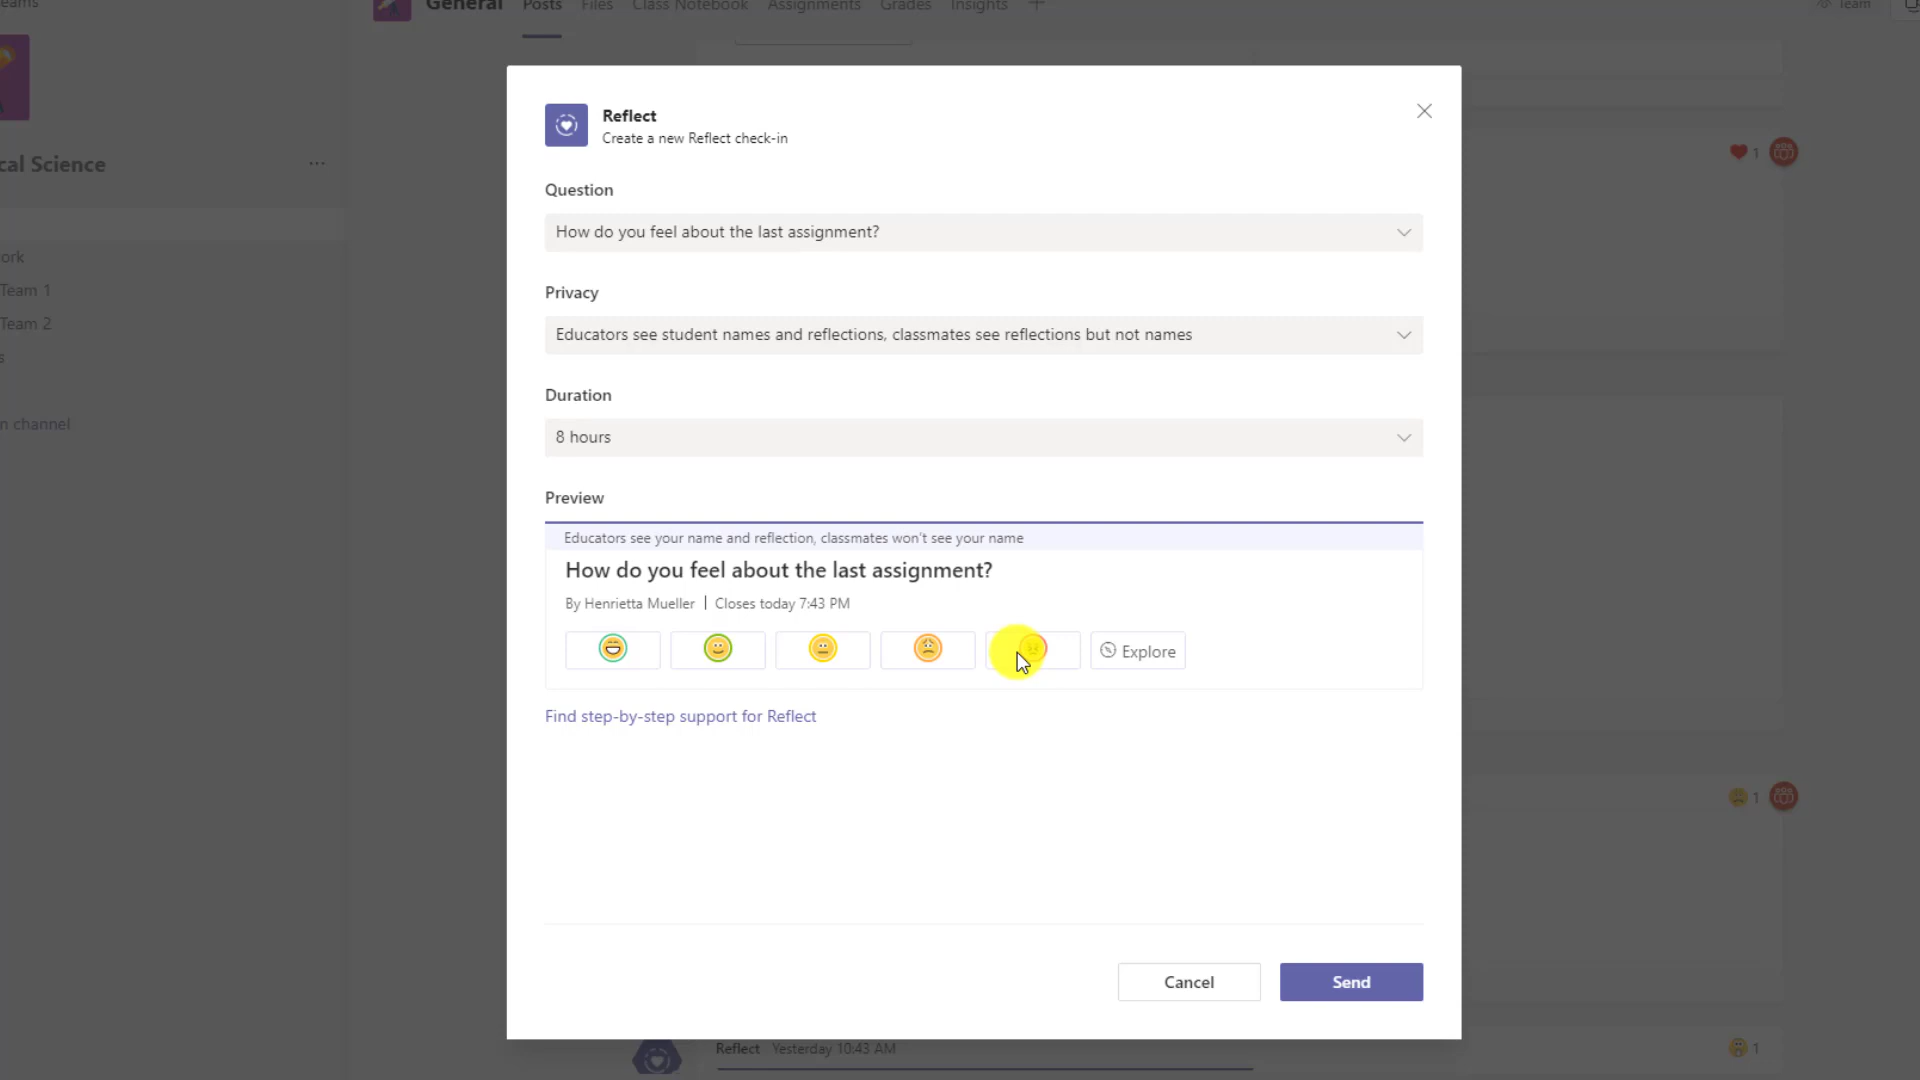 General Posts Files Class Notebook Assignments Grades Insights Team
Reflect
Create a new Reflect check-in
cal Science
1
Question
How do you feel about the last assignment?
ork
Team 1
Privacy
Team 2
Educators see student names and reflections, classmates see reflections but not names
s
Duration
n channel
8 hours
Preview
Educators see your name and reflection, classmates won't see your name
How do you feel about the last assignment?
By Henrietta Mueller | Closes today 7:43 PM
Explore
Find step-by-step support for Reflect
1
Cancel Send
Reflect Yesterday 10:43 AM
1